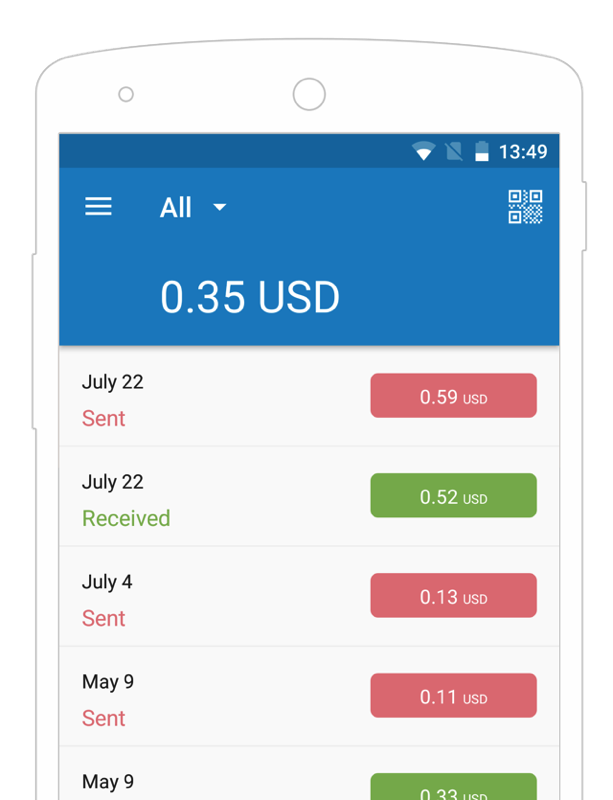 13:49
All
0.35 USD
July 22
0.59 USD
Sent
July 22
0.52 USD
Received
July 4
0.13 USD
Sent
May 9
0.11 USD
Sent
May 9
0.33 USD